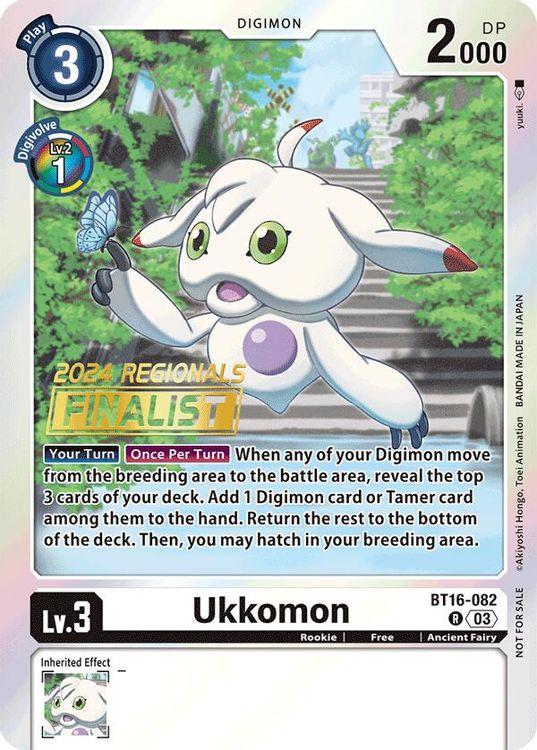 Play
3
DIGIMON
DP
2000
Digivolve
Lv.2
1
yuuki.
2024 REGIONALS
FINALIST
Your Turn Once Per Turn When any of your Digimon move
from the breeding area to the battle area, reveal the top
3 cards of your deck. Add 1 Digimon card or Tamer card
among them to the hand. Return the rest to the bottom
of the deck. Then, you may hatch in your breeding area.
©Akiyoshi Hongo, Toei Animation BANDAI MADE IN JAPAN
NOT FOR SALE
Lv.3
Ukkomon
BT16-082
R 03
Rookie | Free | Ancient Fairy
Inherited Effect
–